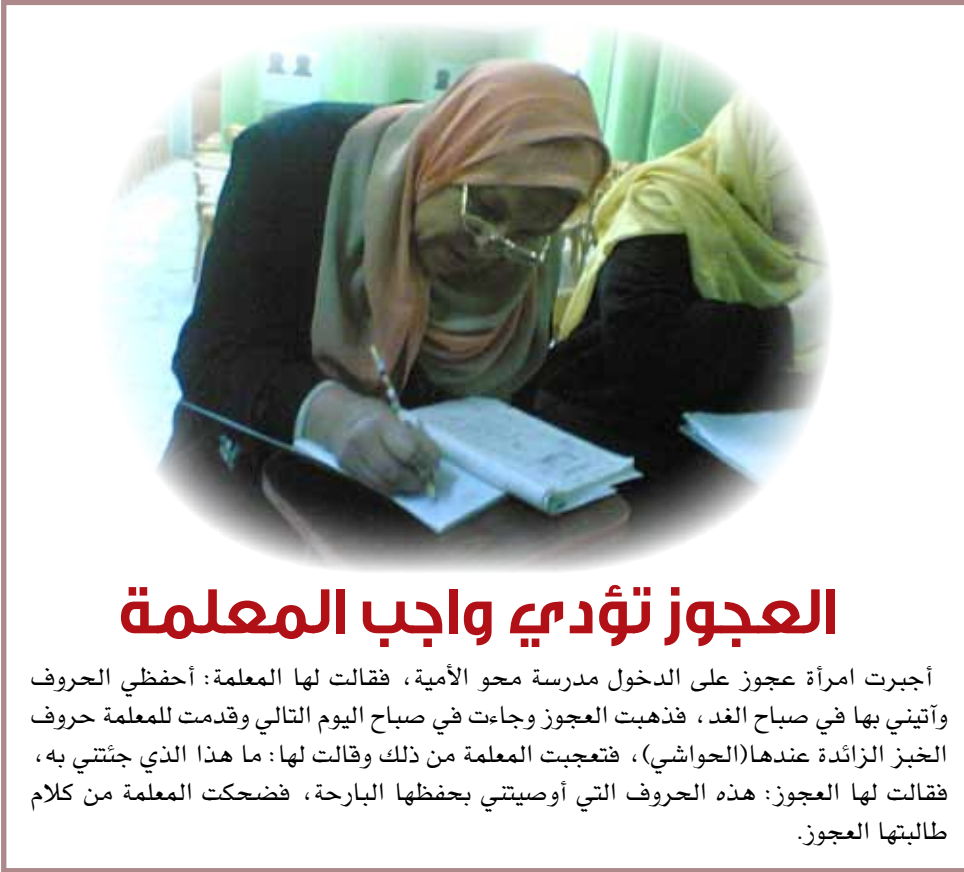 العجوز تؤدي واجب المعلمة
أجبرت امرأة عجوز على الدخول مدرسة محو الأمية، فقالت لها المعلمة: أحفظي الحروف
وآتيني بها في صباح الغد، فذهبت العجوز وجاءت في صباح اليوم التالي وقدمت للمعلمة حروف
الخبز الزائدة عندها(الحواشي)، فتعجبت المعلمة من ذلك وقالت لها: ما هذا الذي جئتني به،
فقالت لها العجوز: هذه الحروف التي أوصيتني بحفظها البارحة، فضحكت المعلمة من كلام
طالبتها العجوز.